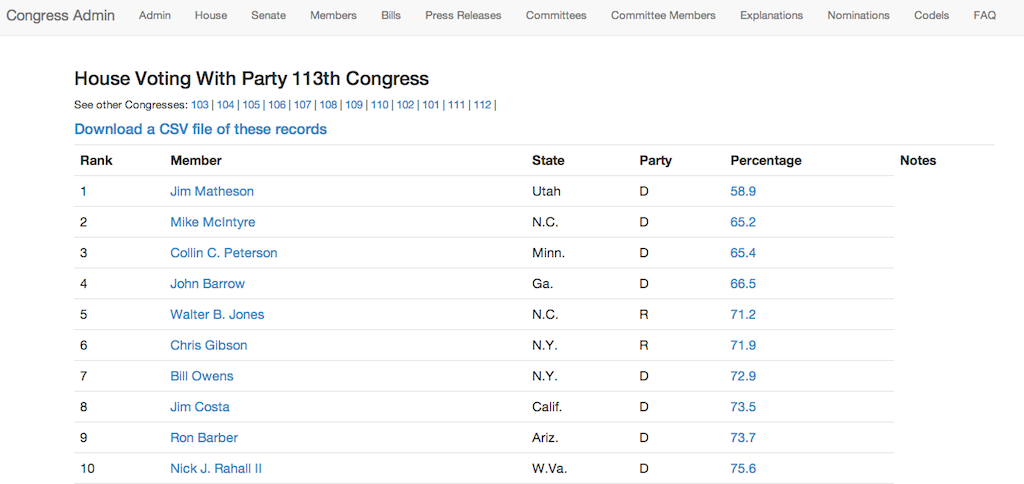 Congress Admin Admin House Senate Members Bills Press Releases Committees Committee Members Explanations Nominations Codels FAQ
House Voting With Party 113th Congress
See other Congresses: 103 | 104 | 105 | 106 | 107 | 108 | 109 | 110 | 102 | 101 | 111 | 112 |
Download a CSV file of these records
Rank Member State Party Percentage Notes
1 Jim Matheson Utah D 58.9
2 Mike McIntyre N.C. D 65.2
3 Collin C. Peterson Minn. D 65.4
4 John Barrow Ga. D 66.5
5 Walter B. Jones N.C. R 71.2
6 Chris Gibson N.Y. R 71.9
7 Bill Owens N.Y. D 72.9
8 Jim Costa Calif. D 73.5
9 Ron Barber Ariz. D 73.7
10 Nick J. Rahall II W.Va. D 75.6